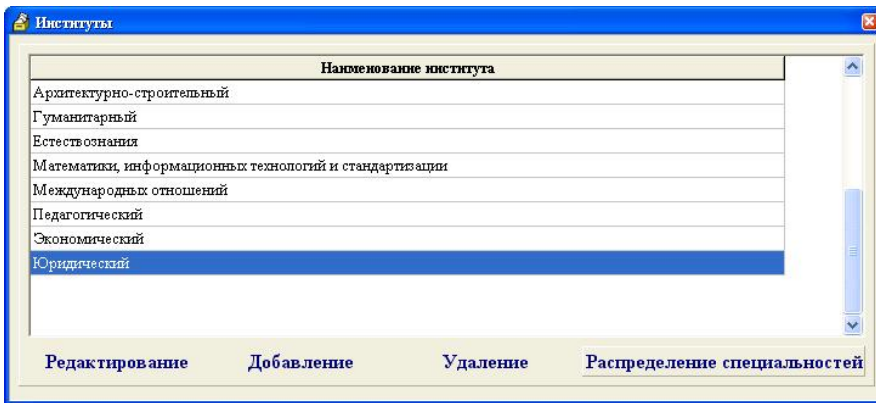 Институты
Наименование института
Архитектурно-строительный
Гуманитарный
Естествознания
Математики, информационных технологий и стандартизации
Международных отношений
Педагогический
Экономический
Юридический
Редактирование Добавление Удаление Распределение специальностей